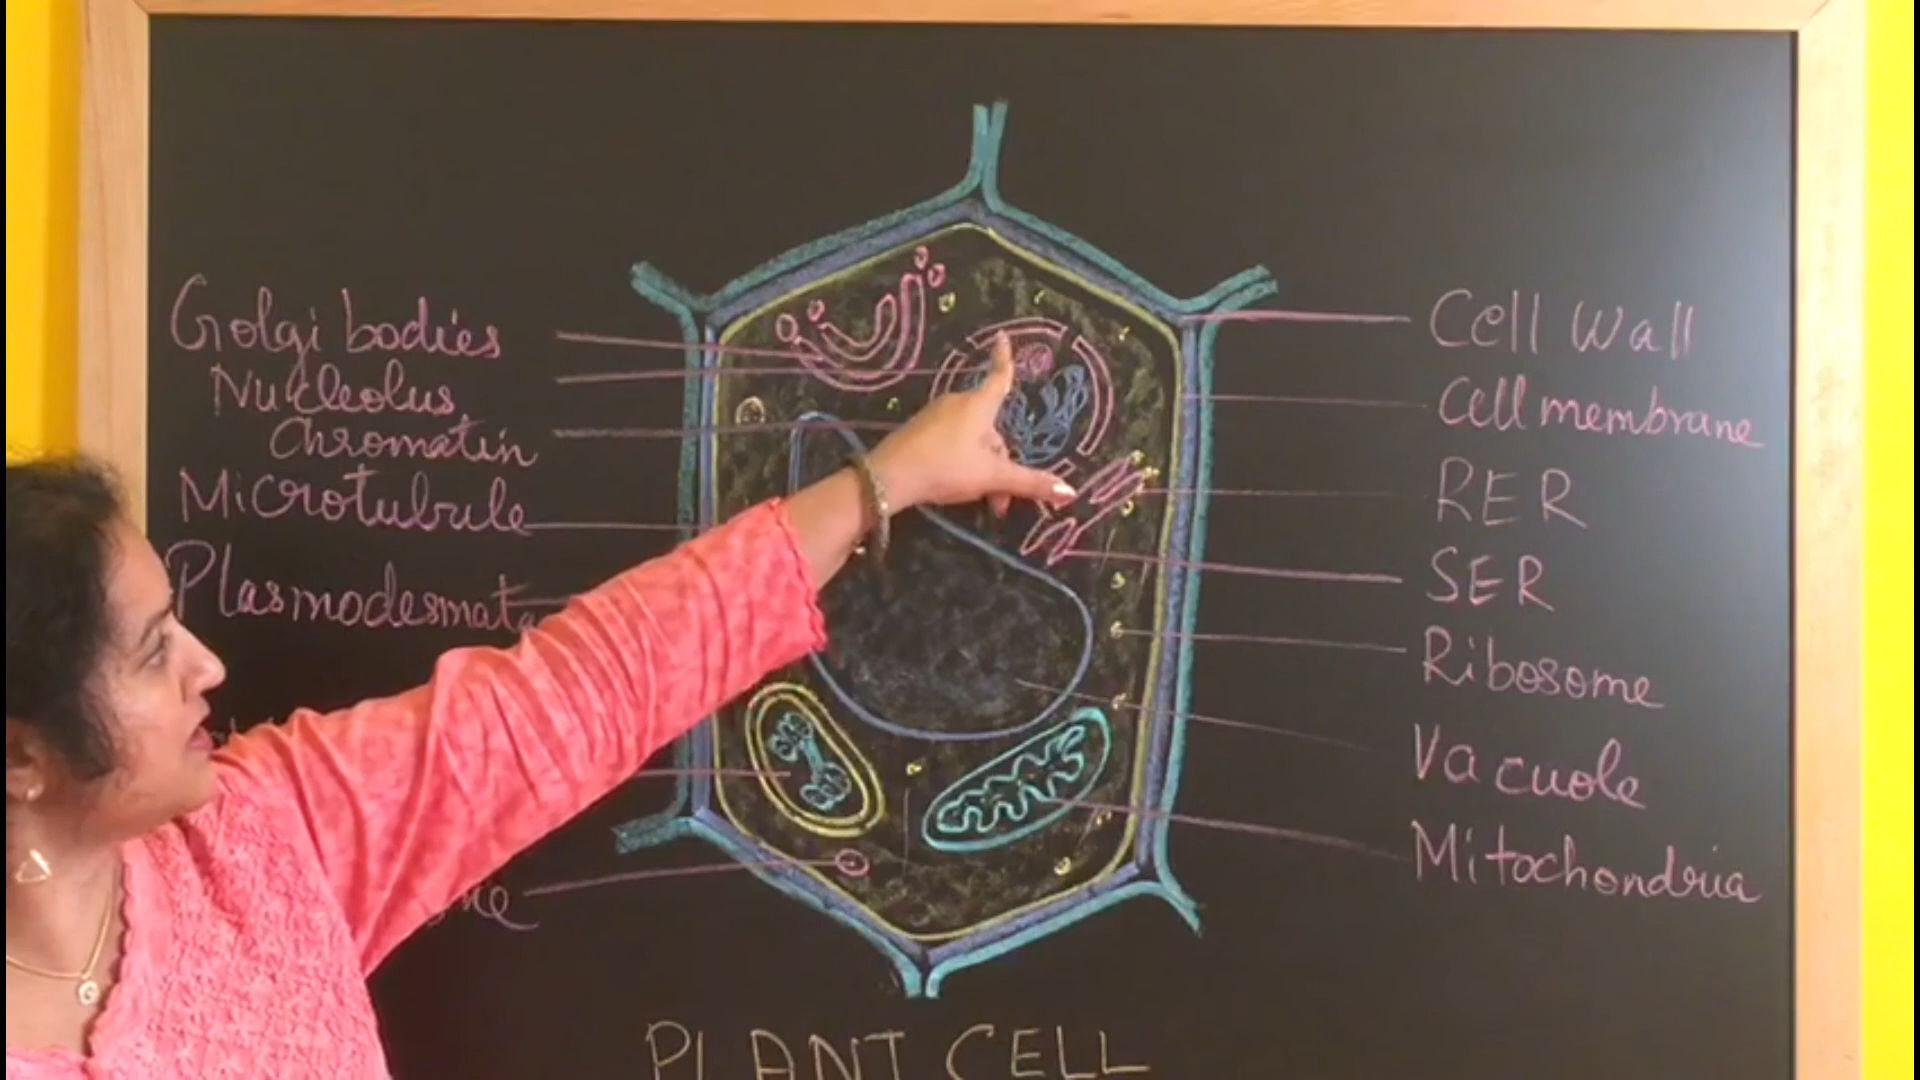 Golgi bodies
Nucleolus
Chromatin
Microtubule
Plasmodesmata
Cell Wall
Cell membrane
RER
SER
Ribosome
Vacuole
Mitochondria
PLANT CELL